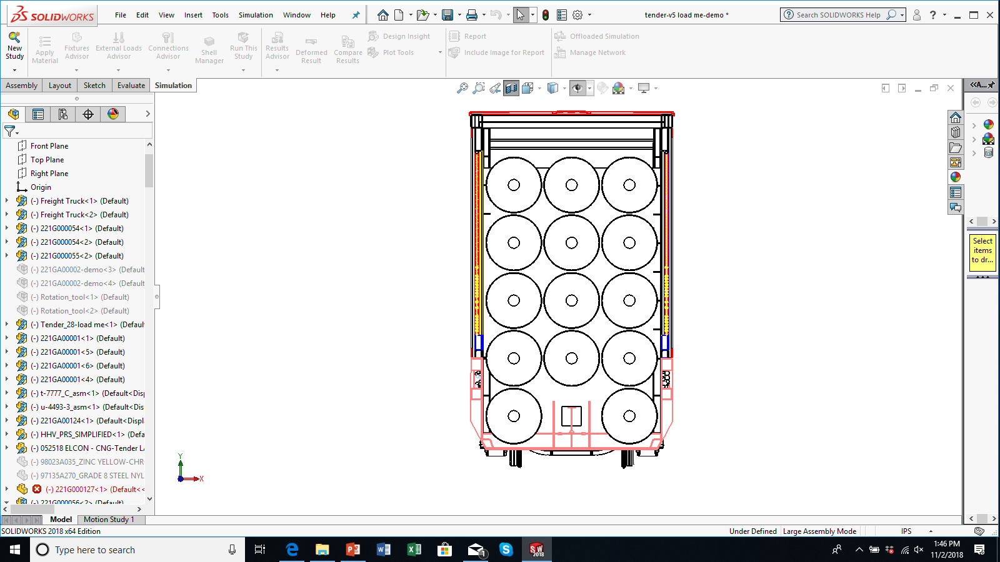 SOLIDWORKS
File Edit View Insert Tools Simulation Window Help
tender-v5 load me-demo *
Search SOLIDWORKS Help
?
New Study
Apply Material
Fixtures Advisor
External Loads Advisor
Connections Advisor
Shell Manager
Run This Study
Results Advisor
Deformed Result
Compare Results
Design Insight
Plot Tools
Report
Include Image for Report
Offloaded Simulation
Manage Network
Assembly Layout Sketch Evaluate Simulation
«A...
Front Plane
Top Plane
Right Plane
Origin
(-) Freight Truck<1> (Default)
(-) Freight Truck<2> (Default)
(-) 221G000054<1> (Default)
(-) 221G000054<2> (Default)
(-) 221G000055<2> (Default)
(-) 221GA00002-demo<3> (Default
(-) 221GA00002-demo<4> (Default
(-) Rotation_tool<1> (Default)
(-) Rotation_tool<2> (Default)
(-) Tender_28-load me<1> (Defaul
(-) 221GA00001<1> (Default)
(-) 221GA00001<5> (Default)
(-) 221GA00001<6> (Default)
(-) 221GA00001<4> (Default)
(-) t-7777_C_asm<1> (Default<Dis
(-) u-4493-3_asm<1> (Default<Dis
(-) 221GA00124<1> (Default<Displ
(-) HHV_PRS_SIMPLIFIED<1> (Defa
(-) 052518 ELCON - CNG-Tender L
(-) 98023A035_ZINC YELLOW-CHR
(-) 97135A270_GRADE 8 STEEL NYL
(-) 221G000127<1> (Default<<
(-) 221G000056<2> (Default)
Select
items
to dr...
Y
X
Model Motion Study 1
SOLIDWORKS 2018 x64 Edition
Under Defined Large Assembly Mode IPS
Type here to search
1
SW
2018
1:46 PM
11/2/2018